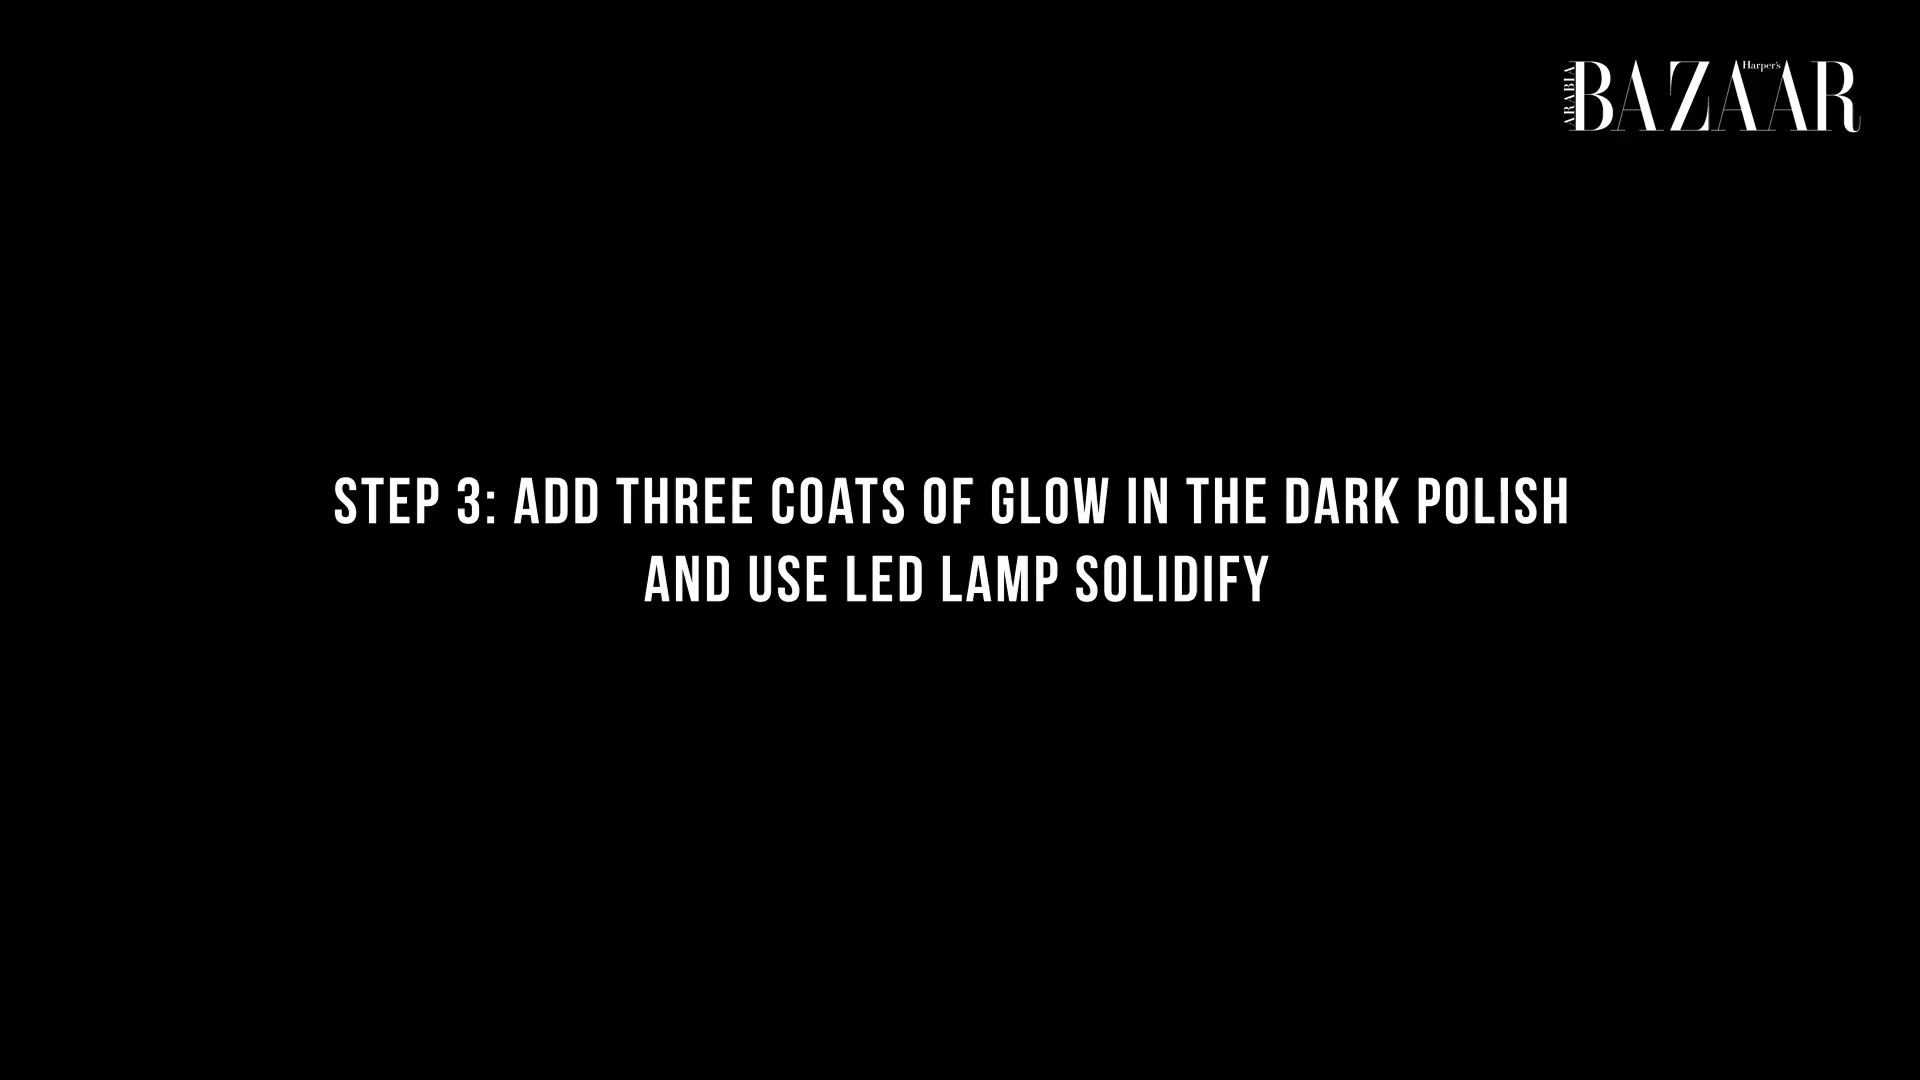 Harper's
BAZAAR
ARABIA
STEP 3: ADD THREE COATS OF GLOW IN THE DARK POLISH
AND USE LED LAMP SOLIDIFY